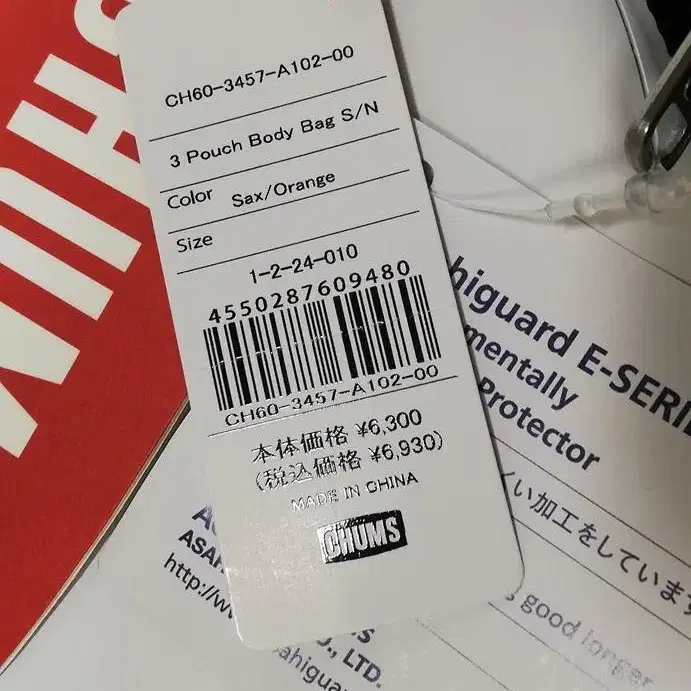 CH60-3457-A102-00
3 Pouch Body Bag S/N
Color Sax/Orange
Size
1-2-24-010
4550287609480
CH60-3457-A102-00
本体価格 ¥6,300
(税込価格 ¥6,930)
MADE IN CHINA
CHUMS
higuard E-SERI
mentally
Protector
い加工をしていま
good longer
ASAH
http://w
., LTD.
ahigua